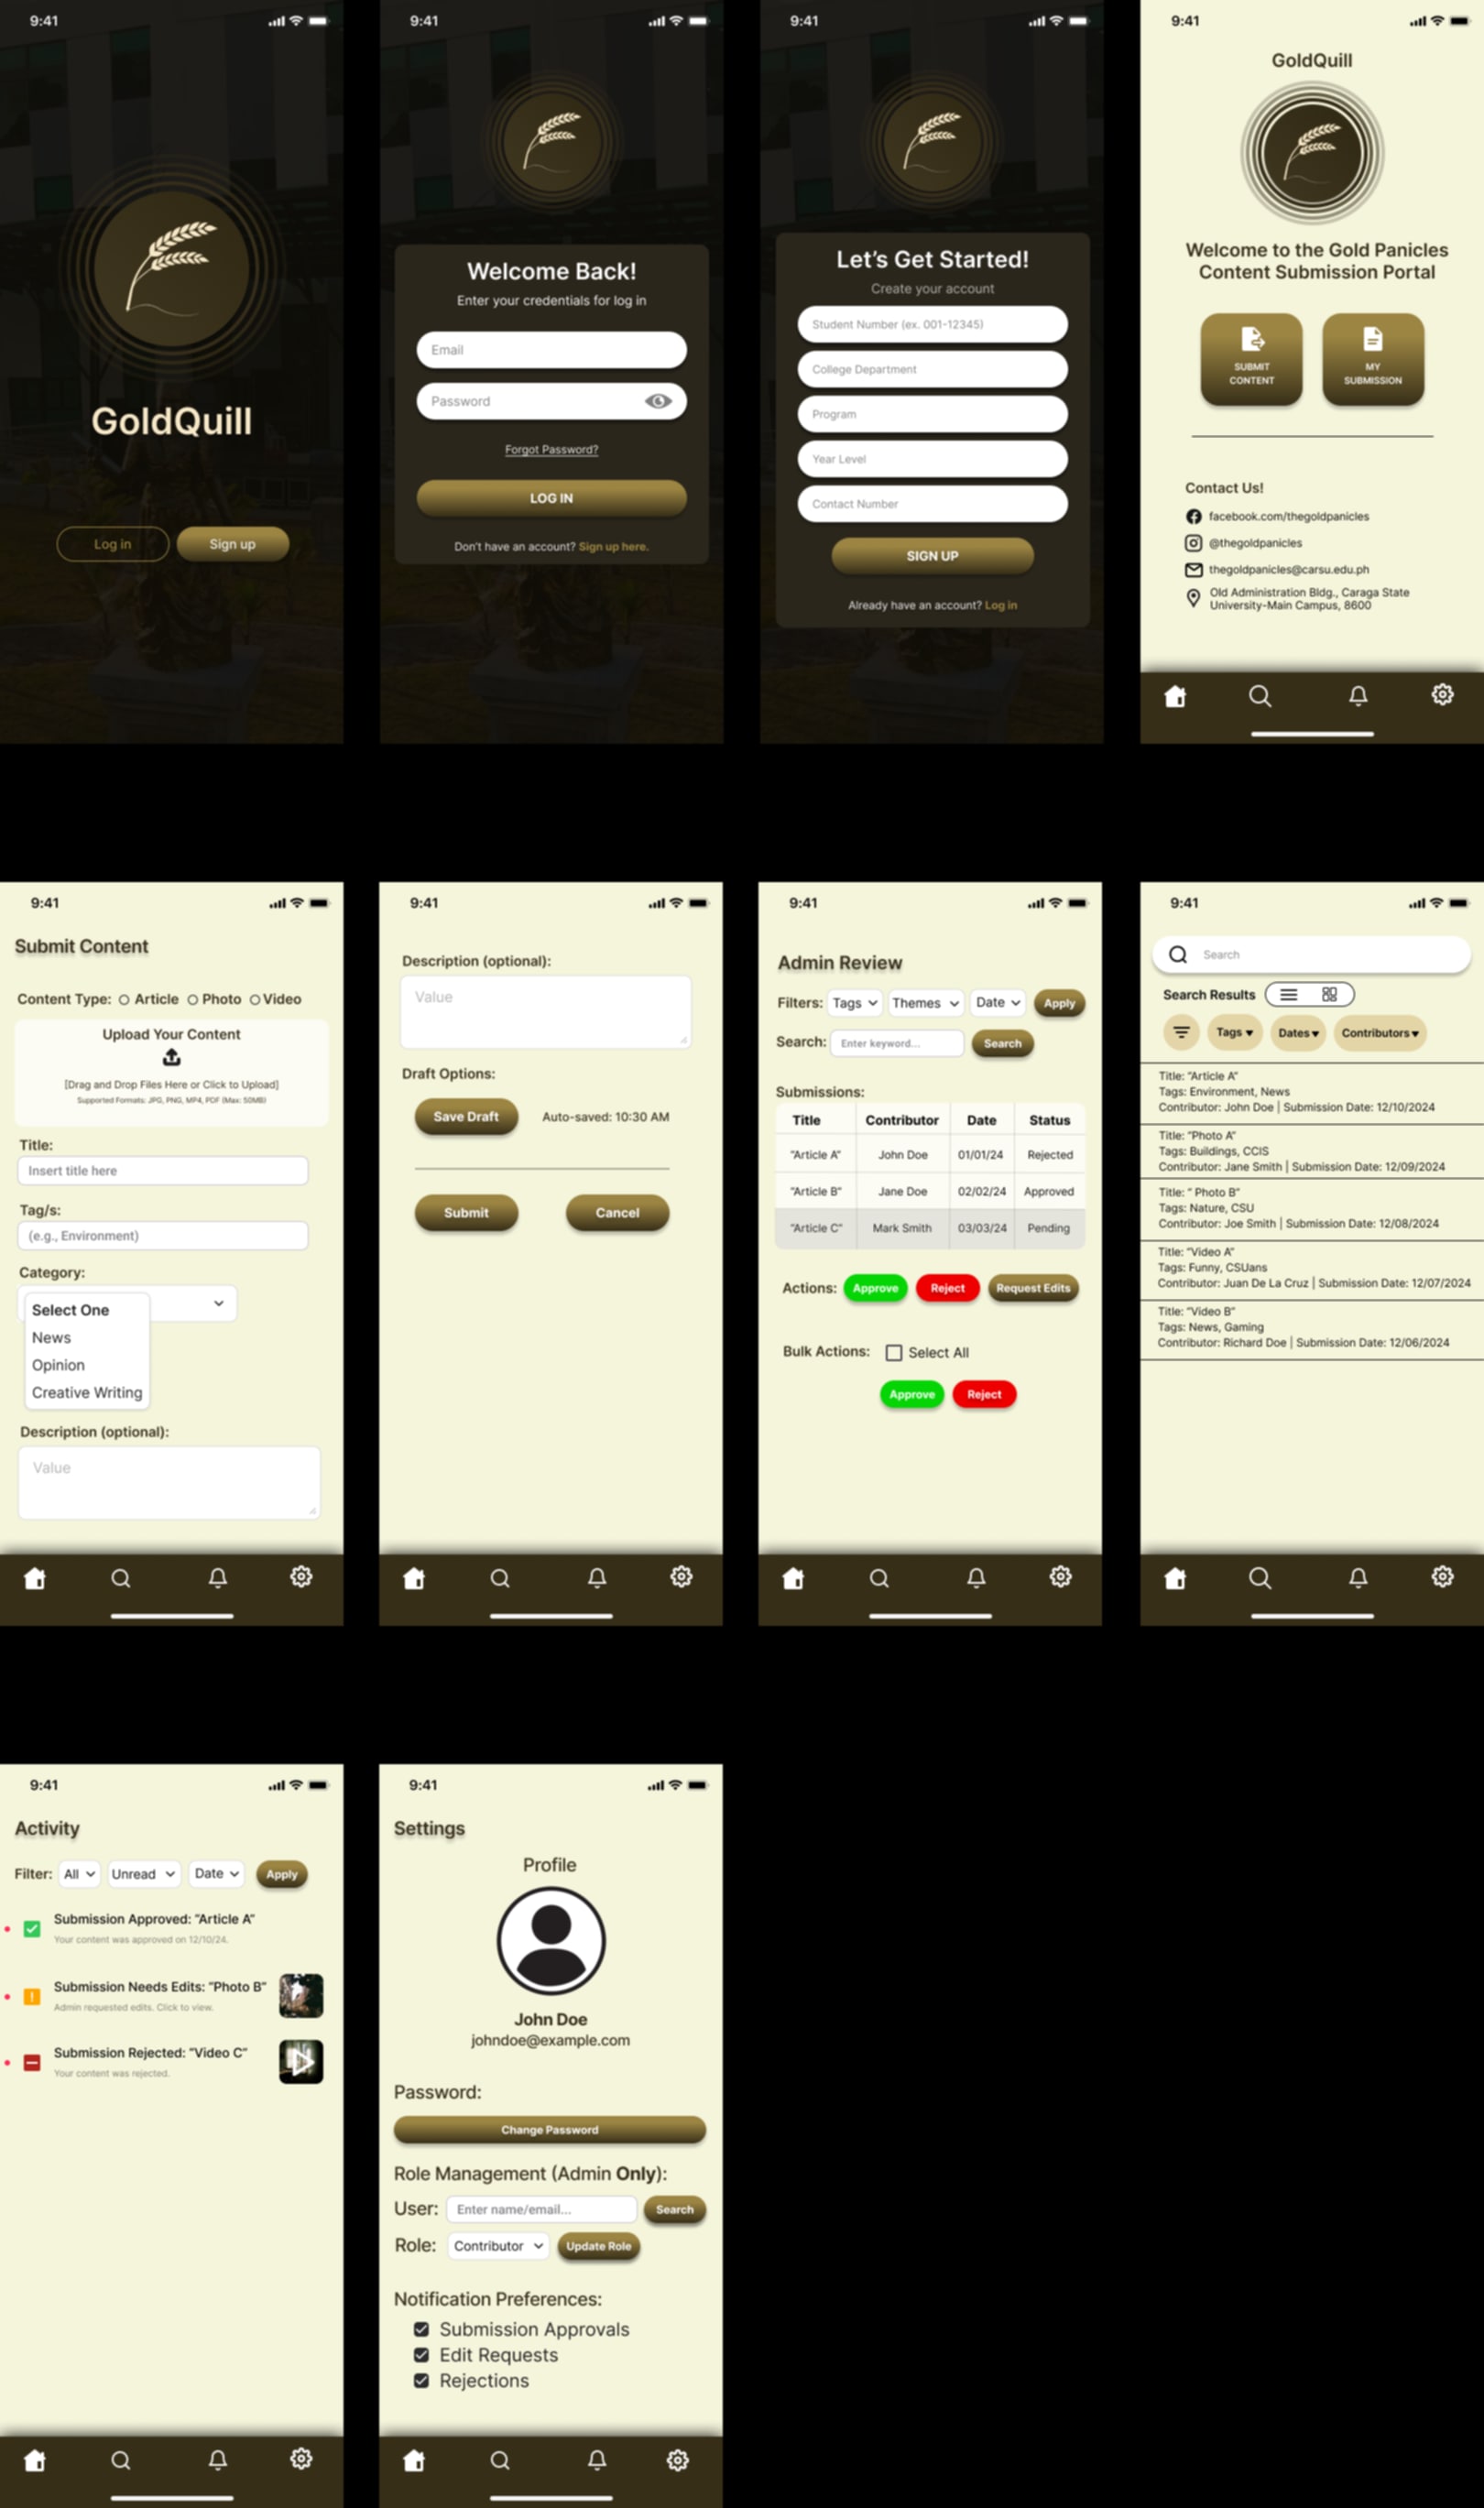 9:41
GoldQuill
Log in
Sign up
9:41
Welcome Back!
Enter your credentials for log in
Email
Password
Forgot Password?
LOG IN
Don't have an account? Sign up here.
9:41
Let's Get Started!
Create your account
Student Number (ex. 001-12345)
College Department
Program
Year Level
Contact Number
SIGN UP
Already have an account? Log in
9:41
GoldQuill
Welcome to the Gold Panicles
Content Submission Portal
SUBMIT
CONTENT
MY
SUBMISSION
Contact Us!
facebook.com/thegoldpanicles
@thegoldpanicles
thegoldpanicles@carsu.edu.ph
Old Administration Bldg., Caraga State
University-Main Campus, 8600
9:41
Submit Content
Content Type: Article Photo Video
Upload Your Content
[Drag and Drop Files Here or Click to Upload]
Supported Formats: JPG, PNG, MP4, PDF (Max: 50MB)
Title:
Insert title here
Tag/s:
(e.g., Environment)
Category:
Select One
News
Opinion
Creative Writing
Description (optional):
Value
9:41
Description (optional):
Value
Draft Options:
Save Draft Auto-saved: 10:30 AM
Submit Cancel
9:41
Admin Review
Filters: Tags Themes Date Apply
Search: Enter keyword... Search
Submissions:
Title Contributor Date Status
"Article A" John Doe 01/01/24 Rejected
"Article B" Jane Doe 02/02/24 Approved
"Article C" Mark Smith 03/03/24 Pending
Actions: Approve Reject Request Edits
Bulk Actions: Select All
Approve Reject
9:41
Search
Search Results
Tags Dates Contributors
Title: "Article A"
Tags: Environment, News
Contributor: John Doe | Submission Date: 12/10/2024
Title: "Photo A"
Tags: Buildings, CCIS
Contributor: Jane Smith | Submission Date: 12/09/2024
Title: " Photo B"
Tags: Nature, CSU
Contributor: Joe Smith | Submission Date: 12/08/2024
Title: "Video A"
Tags: Funny, CSUans
Contributor: Juan De La Cruz | Submission Date: 12/07/2024
Title: "Video B"
Tags: News, Gaming
Contributor: Richard Doe | Submission Date: 12/06/2024
9:41
Activity
Filter: All Unread Date Apply
Submission Approved: "Article A"
Your content was approved on 12/10/24.
Submission Needs Edits: "Photo B"
Admin requested edits. Click to view.
Submission Rejected: "Video C"
Your content was rejected.
9:41
Settings
Profile
John Doe
johndoe@example.com
Password:
Change Password
Role Management (Admin Only):
User: Enter name/email... Search
Role: Contributor Update Role
Notification Preferences:
Submission Approvals
Edit Requests
Rejections